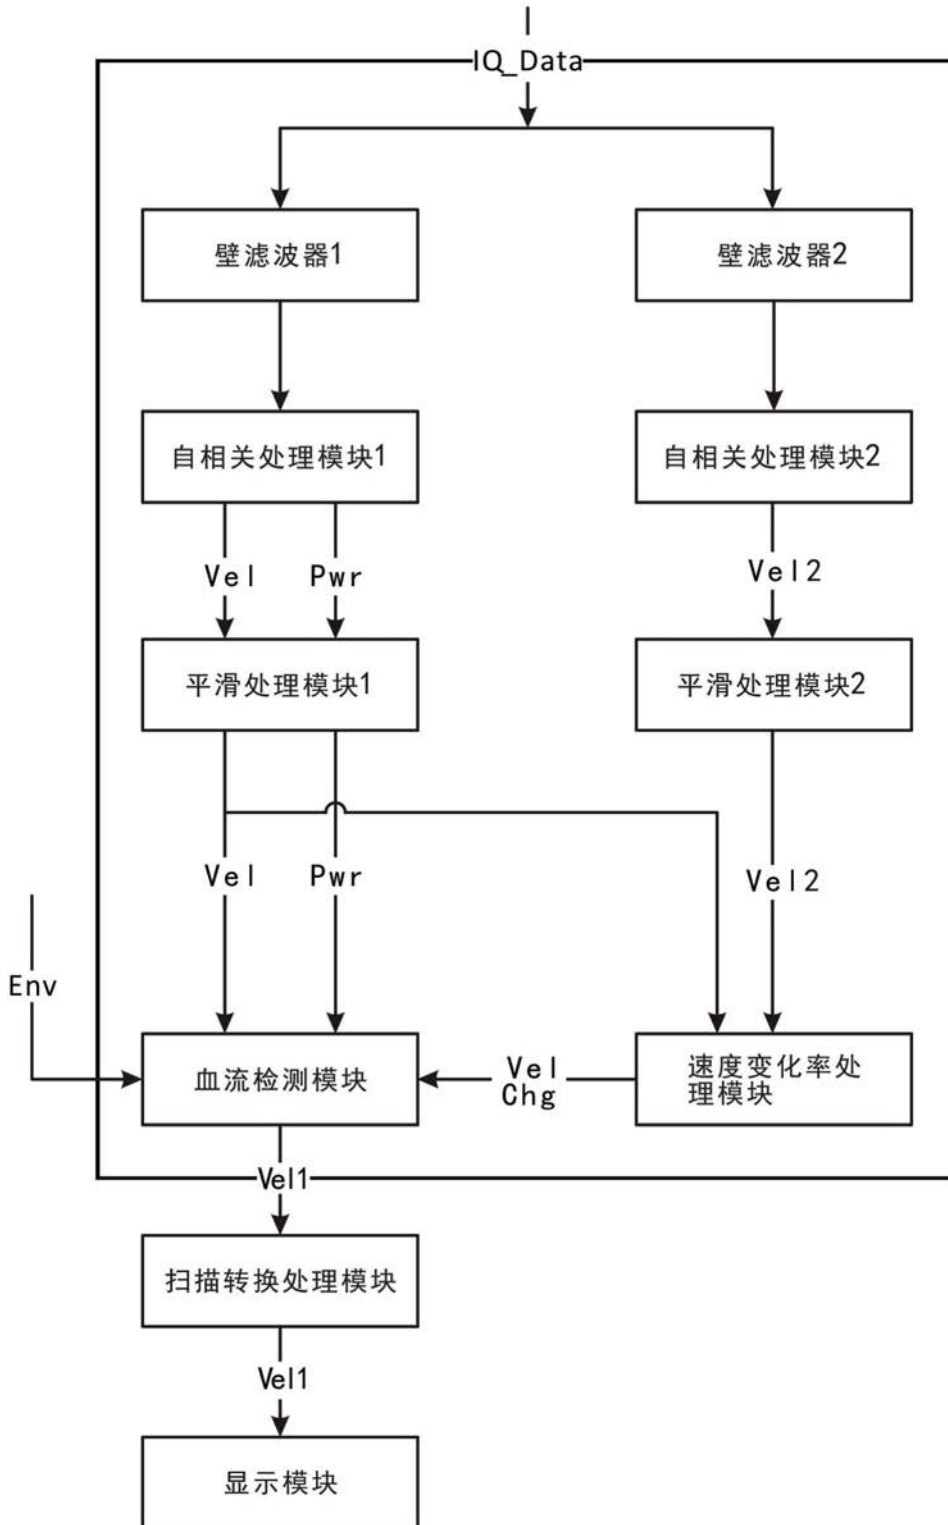 IQ_Data
壁滤波器1
壁滤波器2
自相关处理模块1
自相关处理模块2
Vel
Pwr
Vel2
平滑处理模块1
平滑处理模块2
Vel
Pwr
Vel2
Env
血流检测模块
Vel
Chg
速度变化率处
理模块
Vel1
扫描转换处理模块
Vel1
显示模块